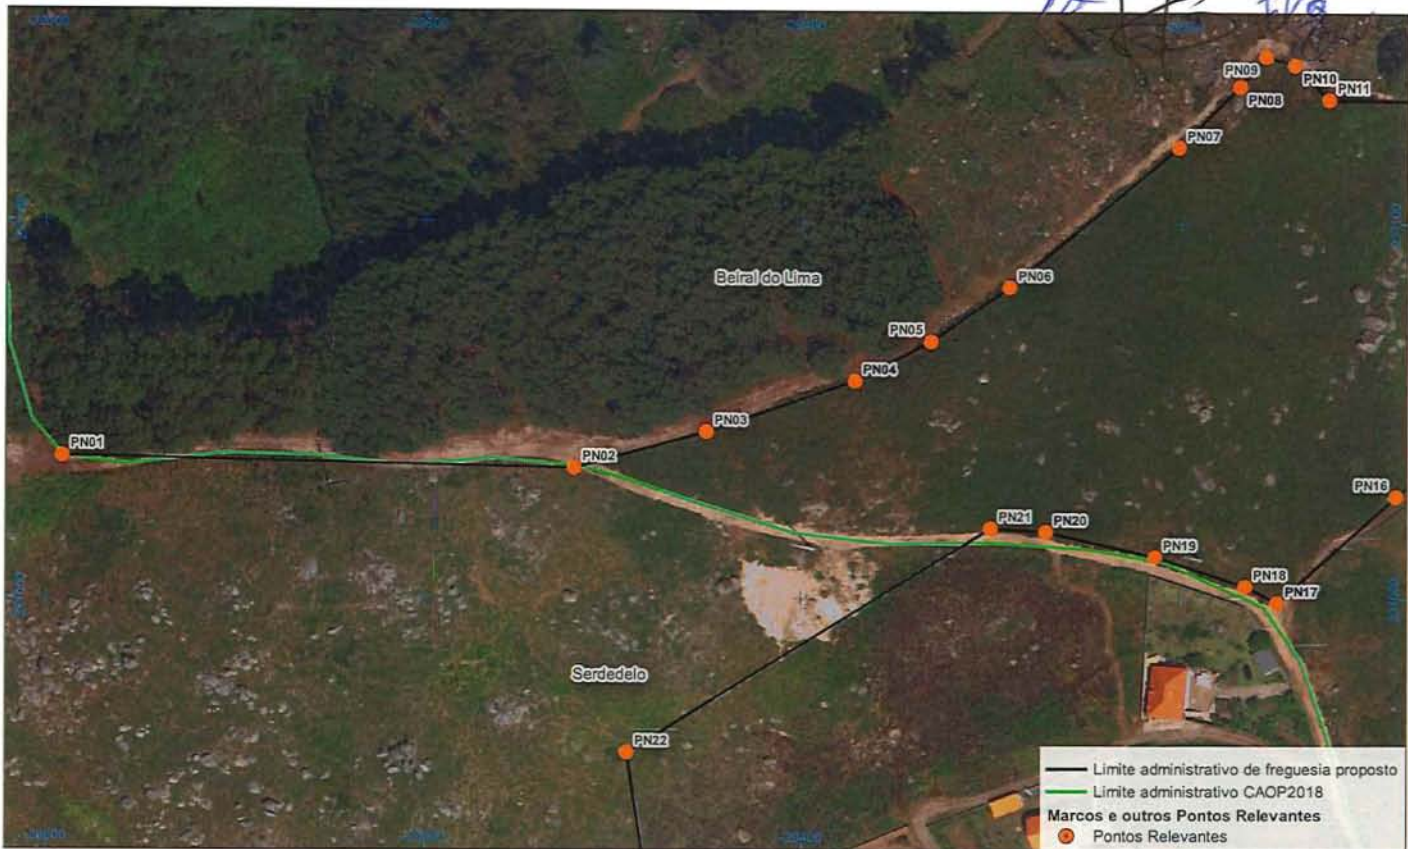 PN09
PN10
PN11
PN08
PN07
Beiral do Lima
PN06
PN05
PN04
PN03
PN01
PN02
PN16
PN21
PN20
PN19
PN18
PN17
Serdedelo
PN22
Limite administrativo de freguesia proposto
Limite administrativo CAOP2018
Marcos e outros Pontos Relevantes
Pontos Relevantes